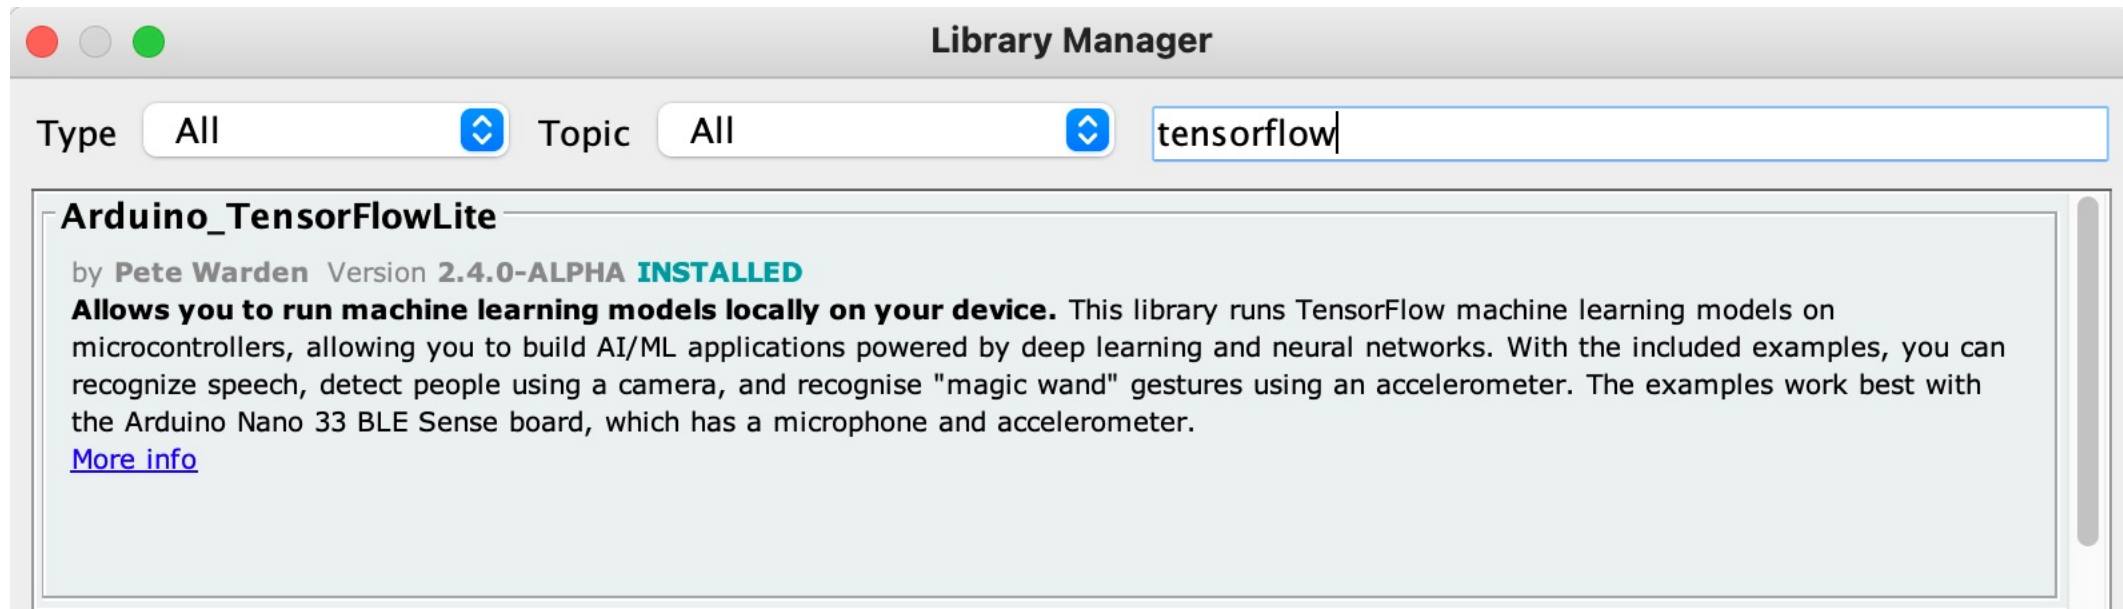 Library Manager
Type All Topic All tensorflow
Arduino_TensorFlowLite
by Pete Warden Version 2.4.0-ALPHA INSTALLED
Allows you to run machine learning models locally on your device. This library runs TensorFlow machine learning models on
microcontrollers, allowing you to build AI/ML applications powered by deep learning and neural networks. With the included examples, you can
recognize speech, detect people using a camera, and recognise "magic wand" gestures using an accelerometer. The examples work best with
the Arduino Nano 33 BLE Sense board, which has a microphone and accelerometer.
More info